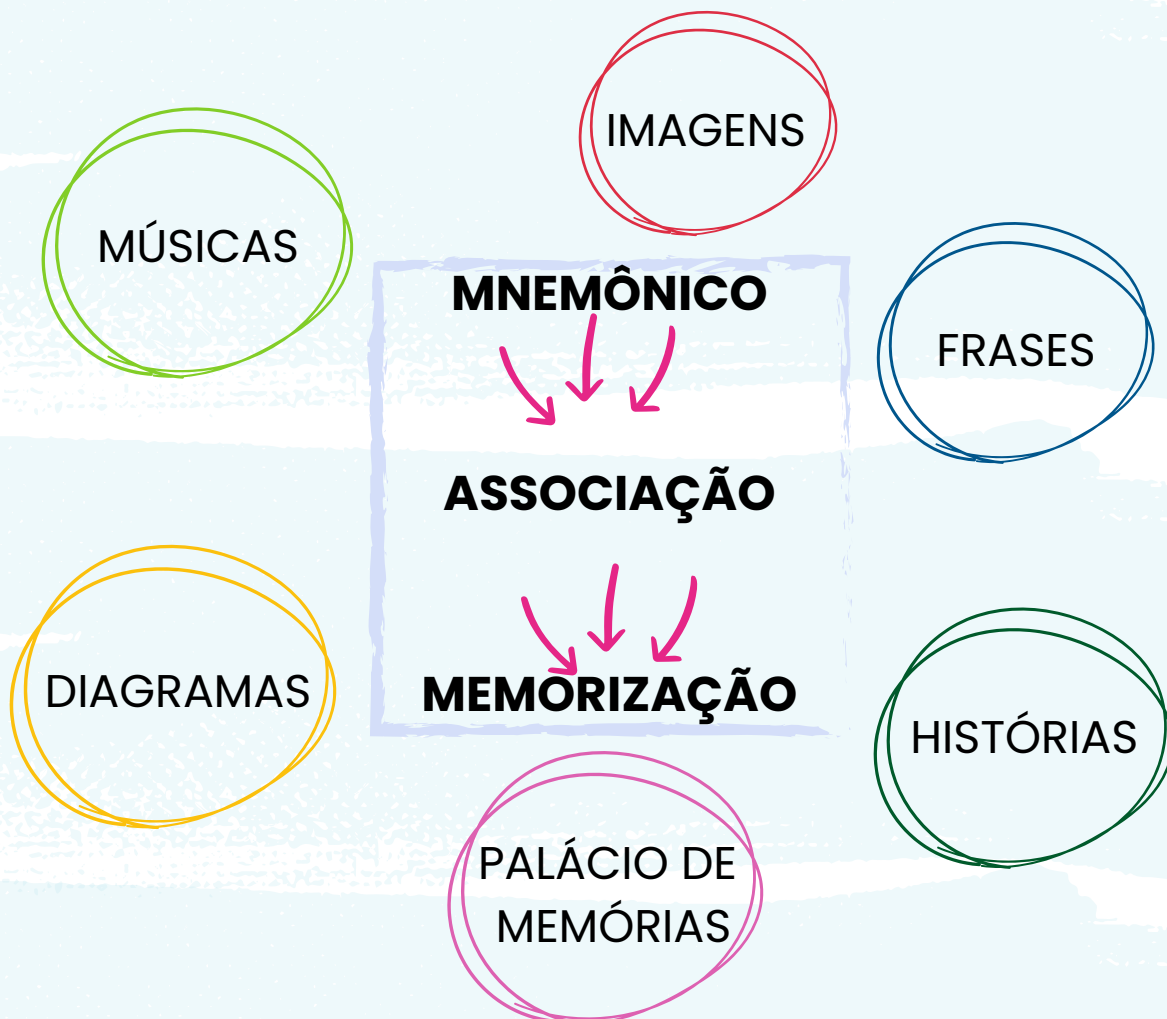 IMAGENS
MÚSICAS
MNEMÔNICO
FRASES
ASSOCIAÇÃO
DIAGRAMAS
MEMORIZAÇÃO
HISTÓRIAS
PALÁCIO DE
MEMÓRIAS